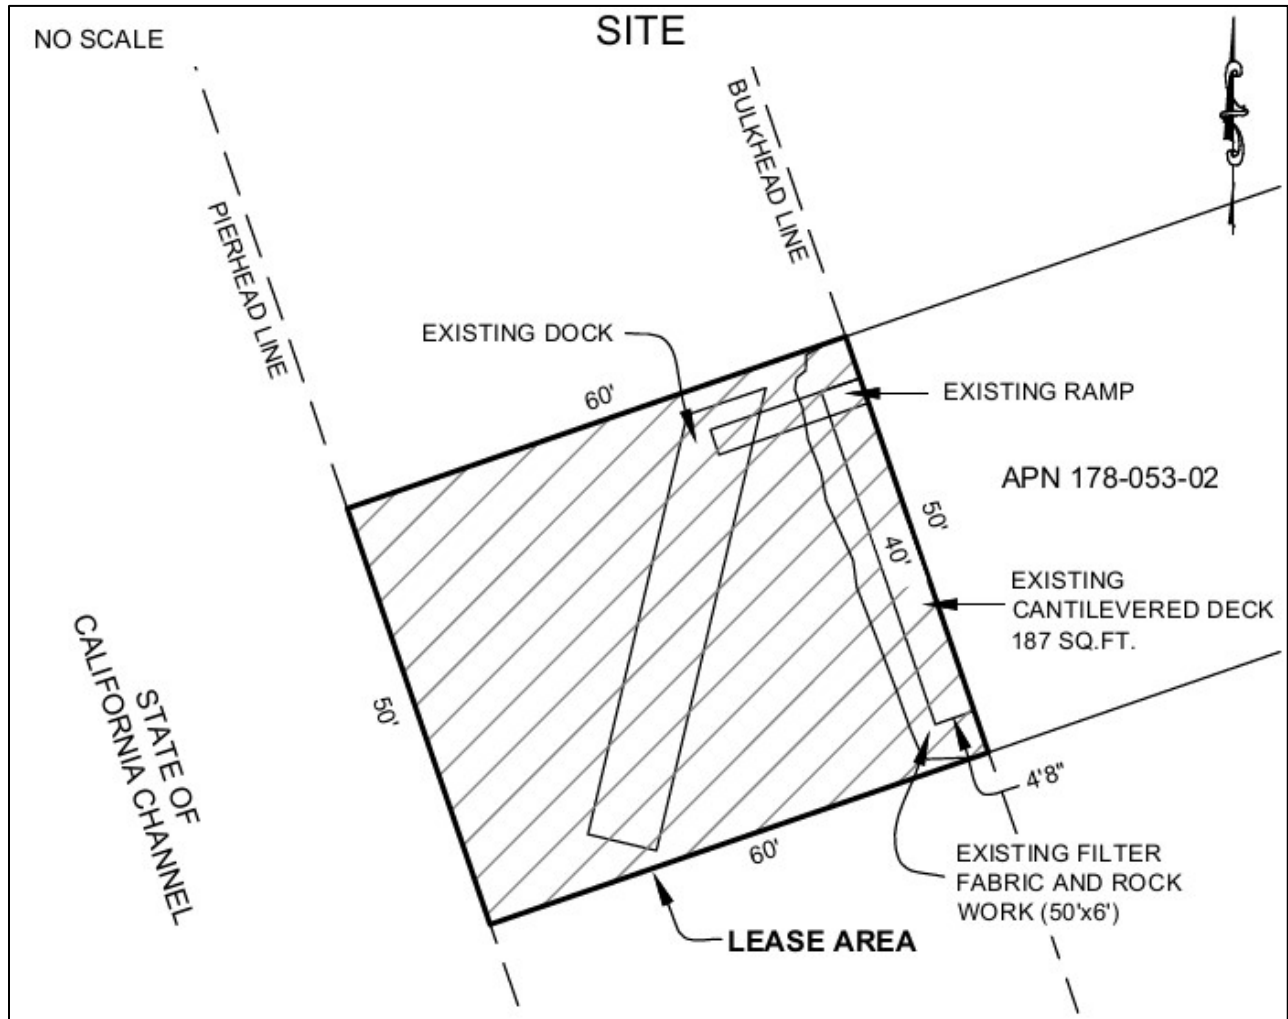 NO SCALE
SITE
PIERHEAD LINE
BULKHEAD LINE
EXISTING DOCK
60'
EXISTING RAMP
APN 178-053-02
50'
40'
EXISTING
CANTILEVERED DECK
187 SQ.FT.
STATE OF
CALIFORNIA CHANNEL
50'
4'8"
60'
EXISTING FILTER
FABRIC AND ROCK
WORK (50'x6')
LEASE AREA